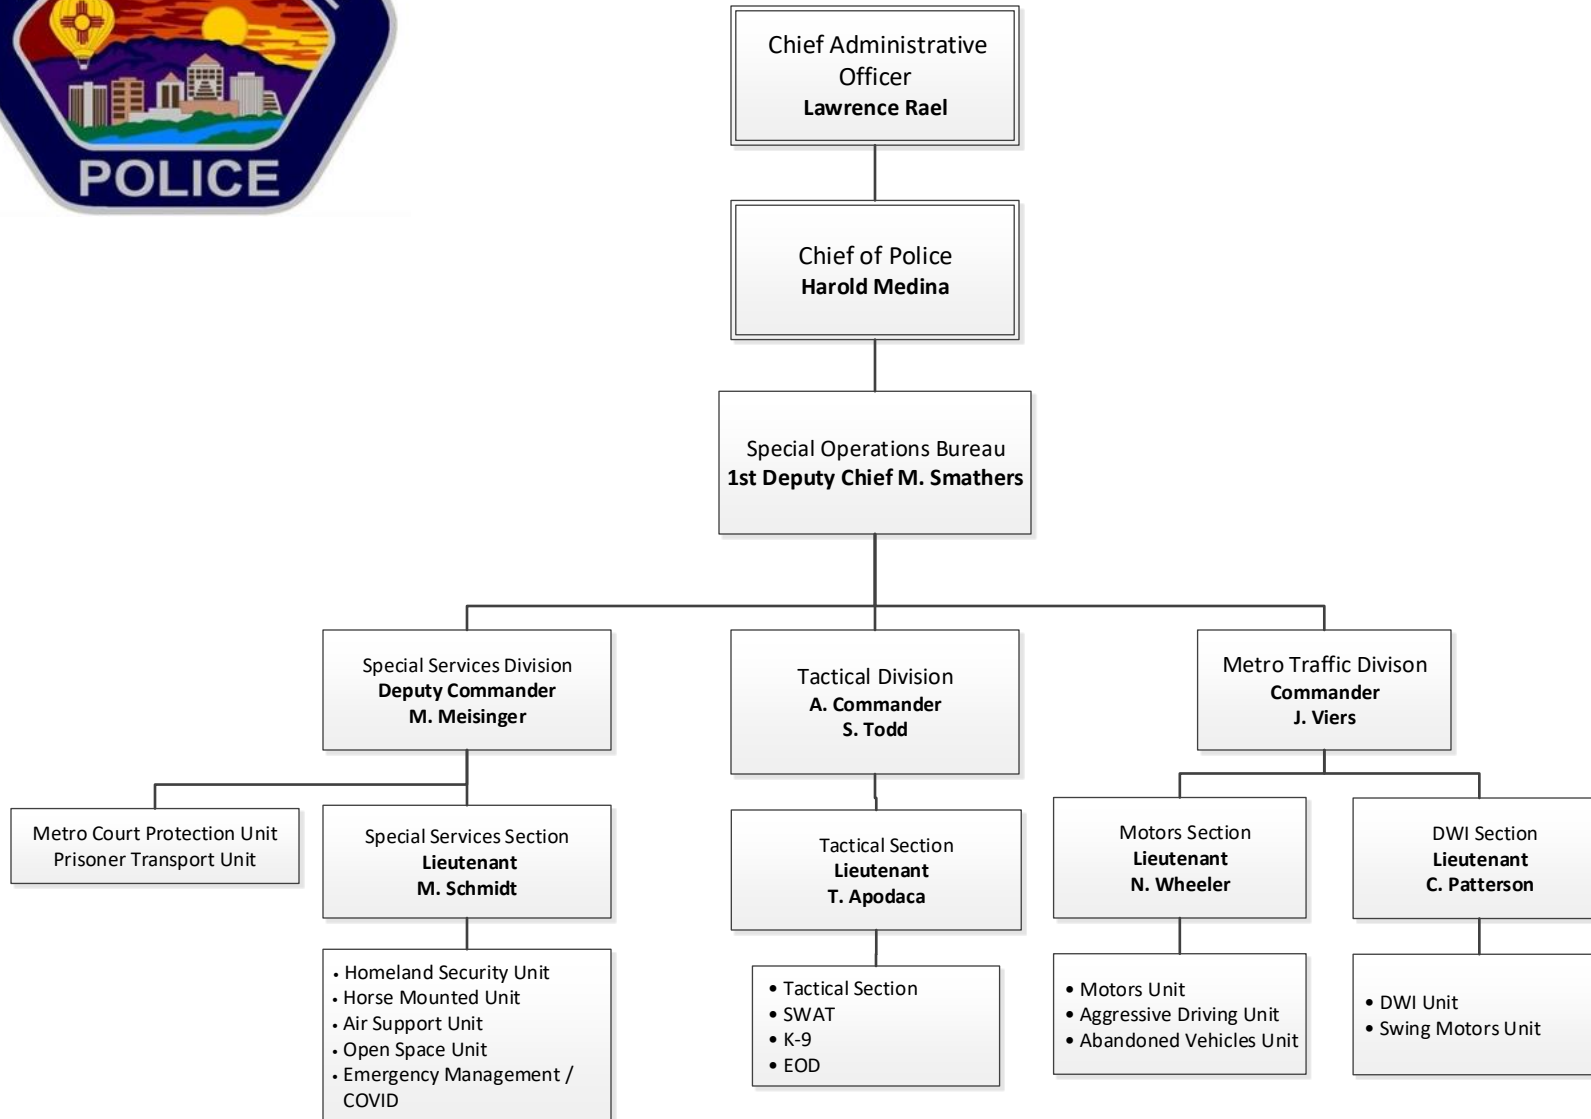 POLICE
Chief Administrative
Officer
Lawrence Rael
Chief of Police
Harold Medina
Special Operations Bureau
1st Deputy Chief M. Smathers
Special Services Division
Deputy Commander
M. Meisinger
Tactical Division
A. Commander
S. Todd
Metro Traffic Divison
Commander
J. Viers
Metro Court Protection Unit
Prisoner Transport Unit
Special Services Section
Lieutenant
M. Schmidt
Tactical Section
Lieutenant
T. Apodaca
Motors Section
Lieutenant
N. Wheeler
DWI Section
Lieutenant
C. Patterson
• Homeland Security Unit
• Horse Mounted Unit
• Air Support Unit
• Open Space Unit
• Emergency Management /
COVID
• Tactical Section
• SWAT
• K-9
• EOD
• Motors Unit
• Aggressive Driving Unit
• Abandoned Vehicles Unit
• DWI Unit
• Swing Motors Unit